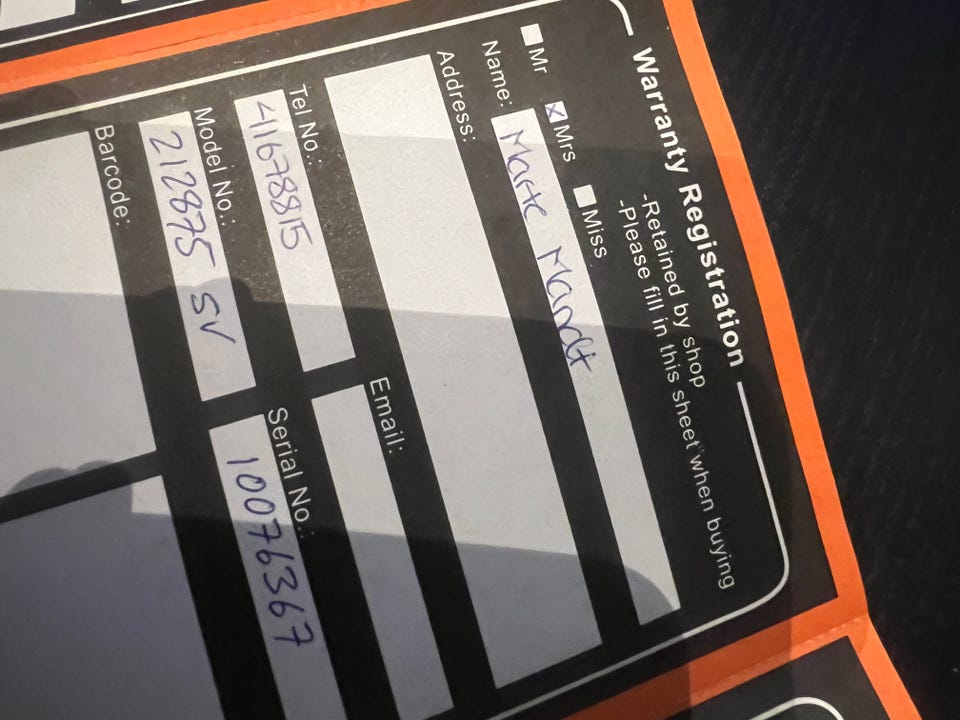 Warranty Registration
-Retained by shop
-Please fill in this sheet when buying
Mr Mrs Miss
Name: Marte Mandt
Address:
Tel No.: Email:
41678815
Model No.: Serial No.:
212875 SV 10076367
Barcode: